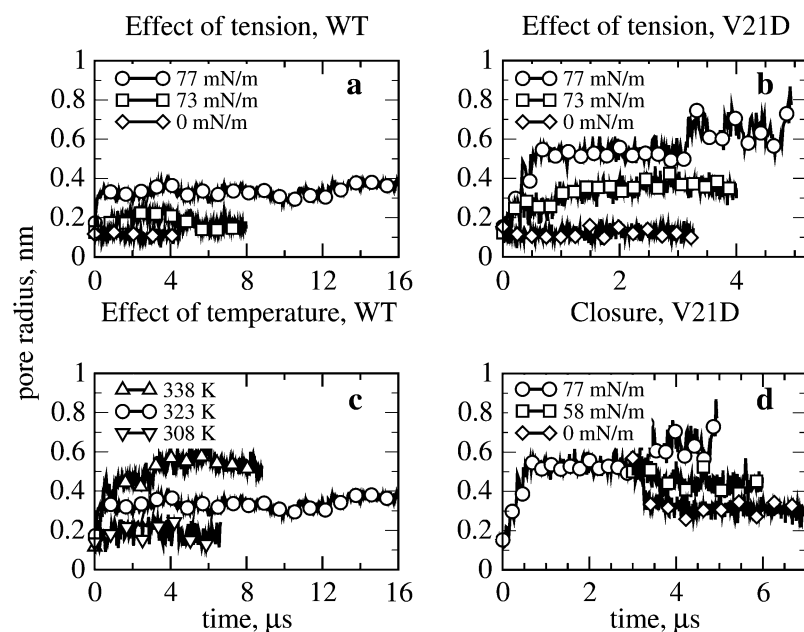 Effect of tension, WT
Effect of tension, V21D
1
0.8
0.6
0.4
0.2
0
77 mN/m
73 mN/m
0 mN/m
a
0 4 8 12 16
1
0.8
0.6
0.4
0.2
0
77 mN/m
73 mN/m
0 mN/m
b
0 2 4
pore radius, nm
Effect of temperature, WT
Closure, V21D
1
0.8
0.6
0.4
0.2
0
338 K
323 K
308 K
c
0 4 8 12 16
time, μs
1
0.8
0.6
0.4
0.2
0
77 mN/m
58 mN/m
0 mN/m
d
0 2 4 6
time, μs